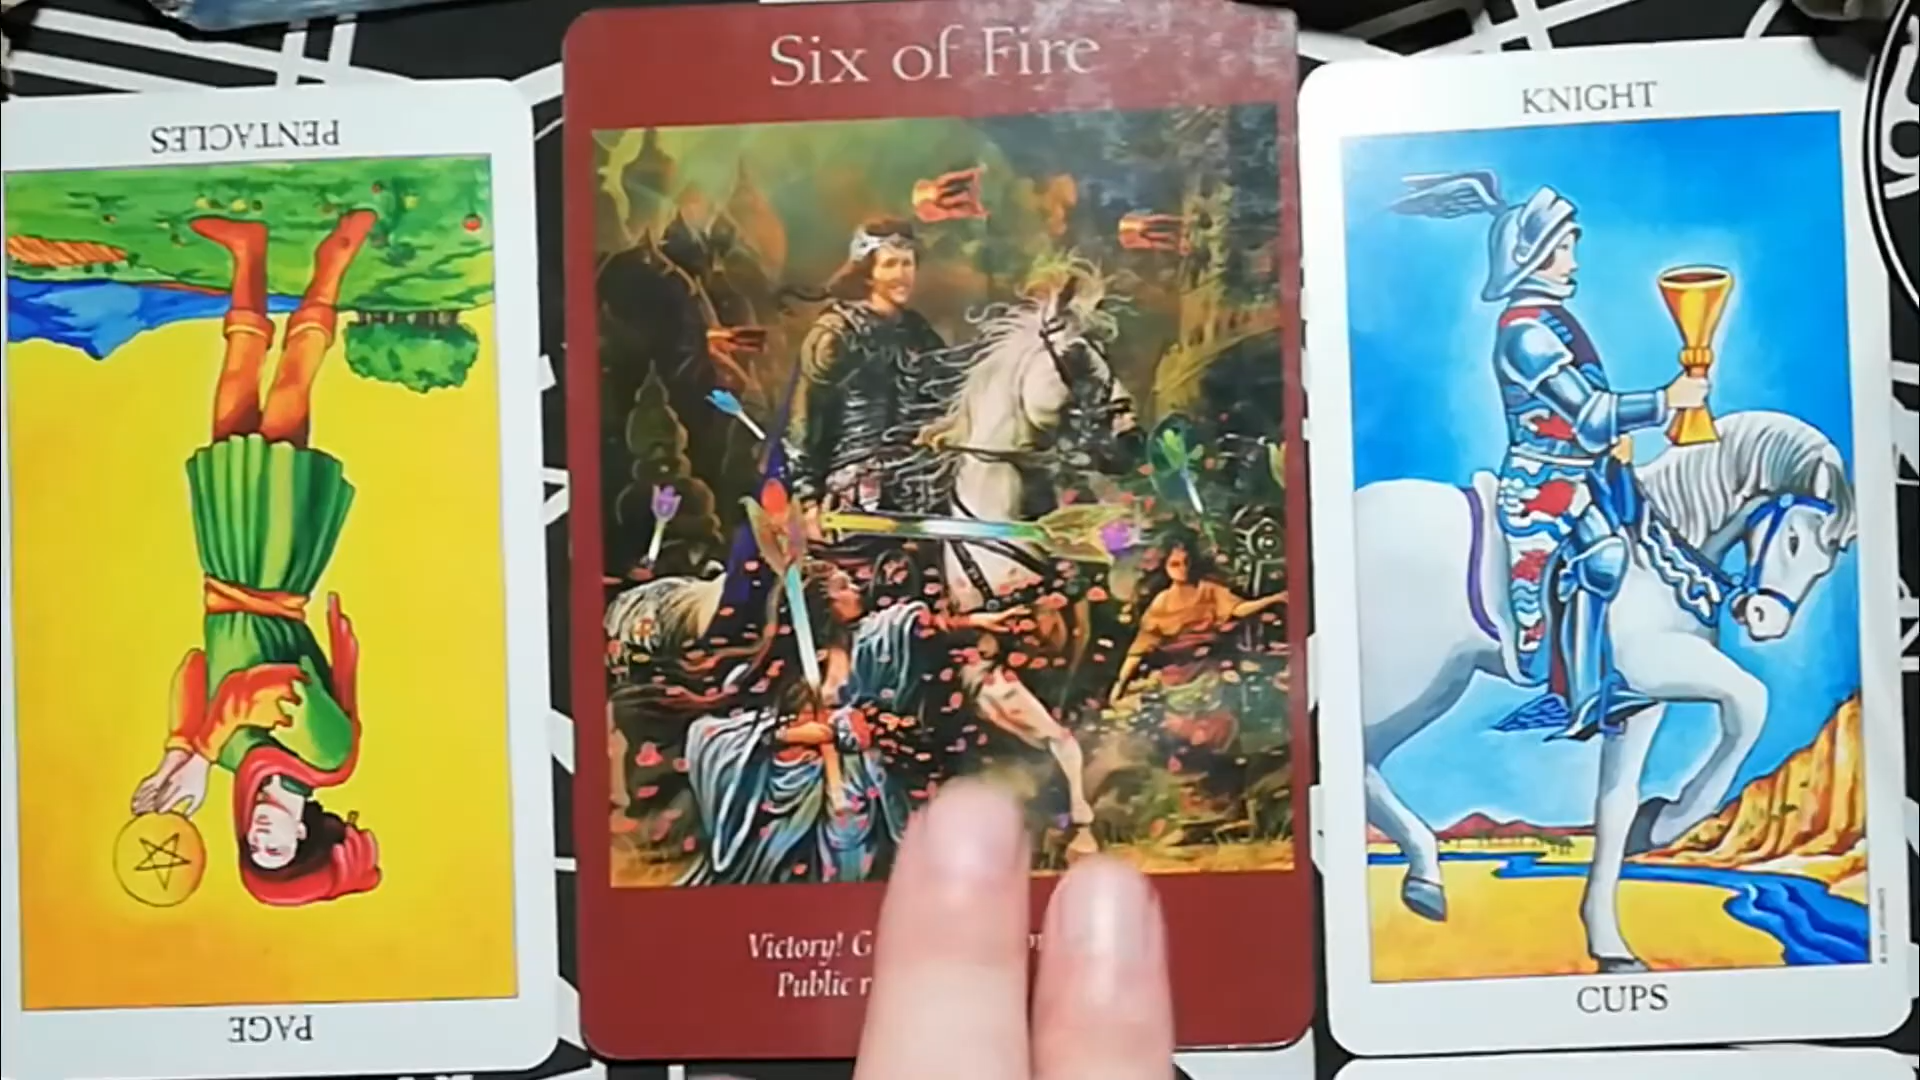 PENTACLES
PAGE
Six of Fire
Victory! G
Public r
KNIGHT
CUPS